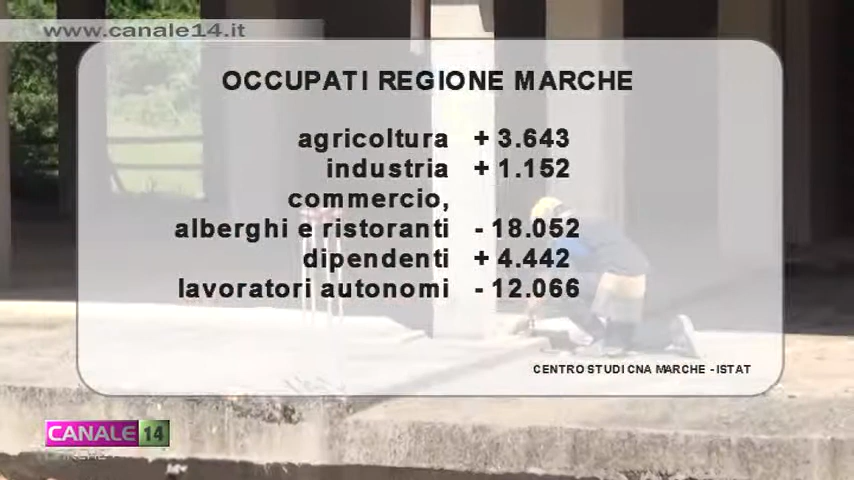 www.canale14.it
OCCUPATI REGIONE MARCHE
agricoltura + 3.643
industria + 1.152
commercio,
alberghi e ristoranti - 18.052
dipendenti + 4.442
lavoratori autonomi - 12.066
CENTRO STUDI CNA MARCHE - ISTAT
CANALE 14